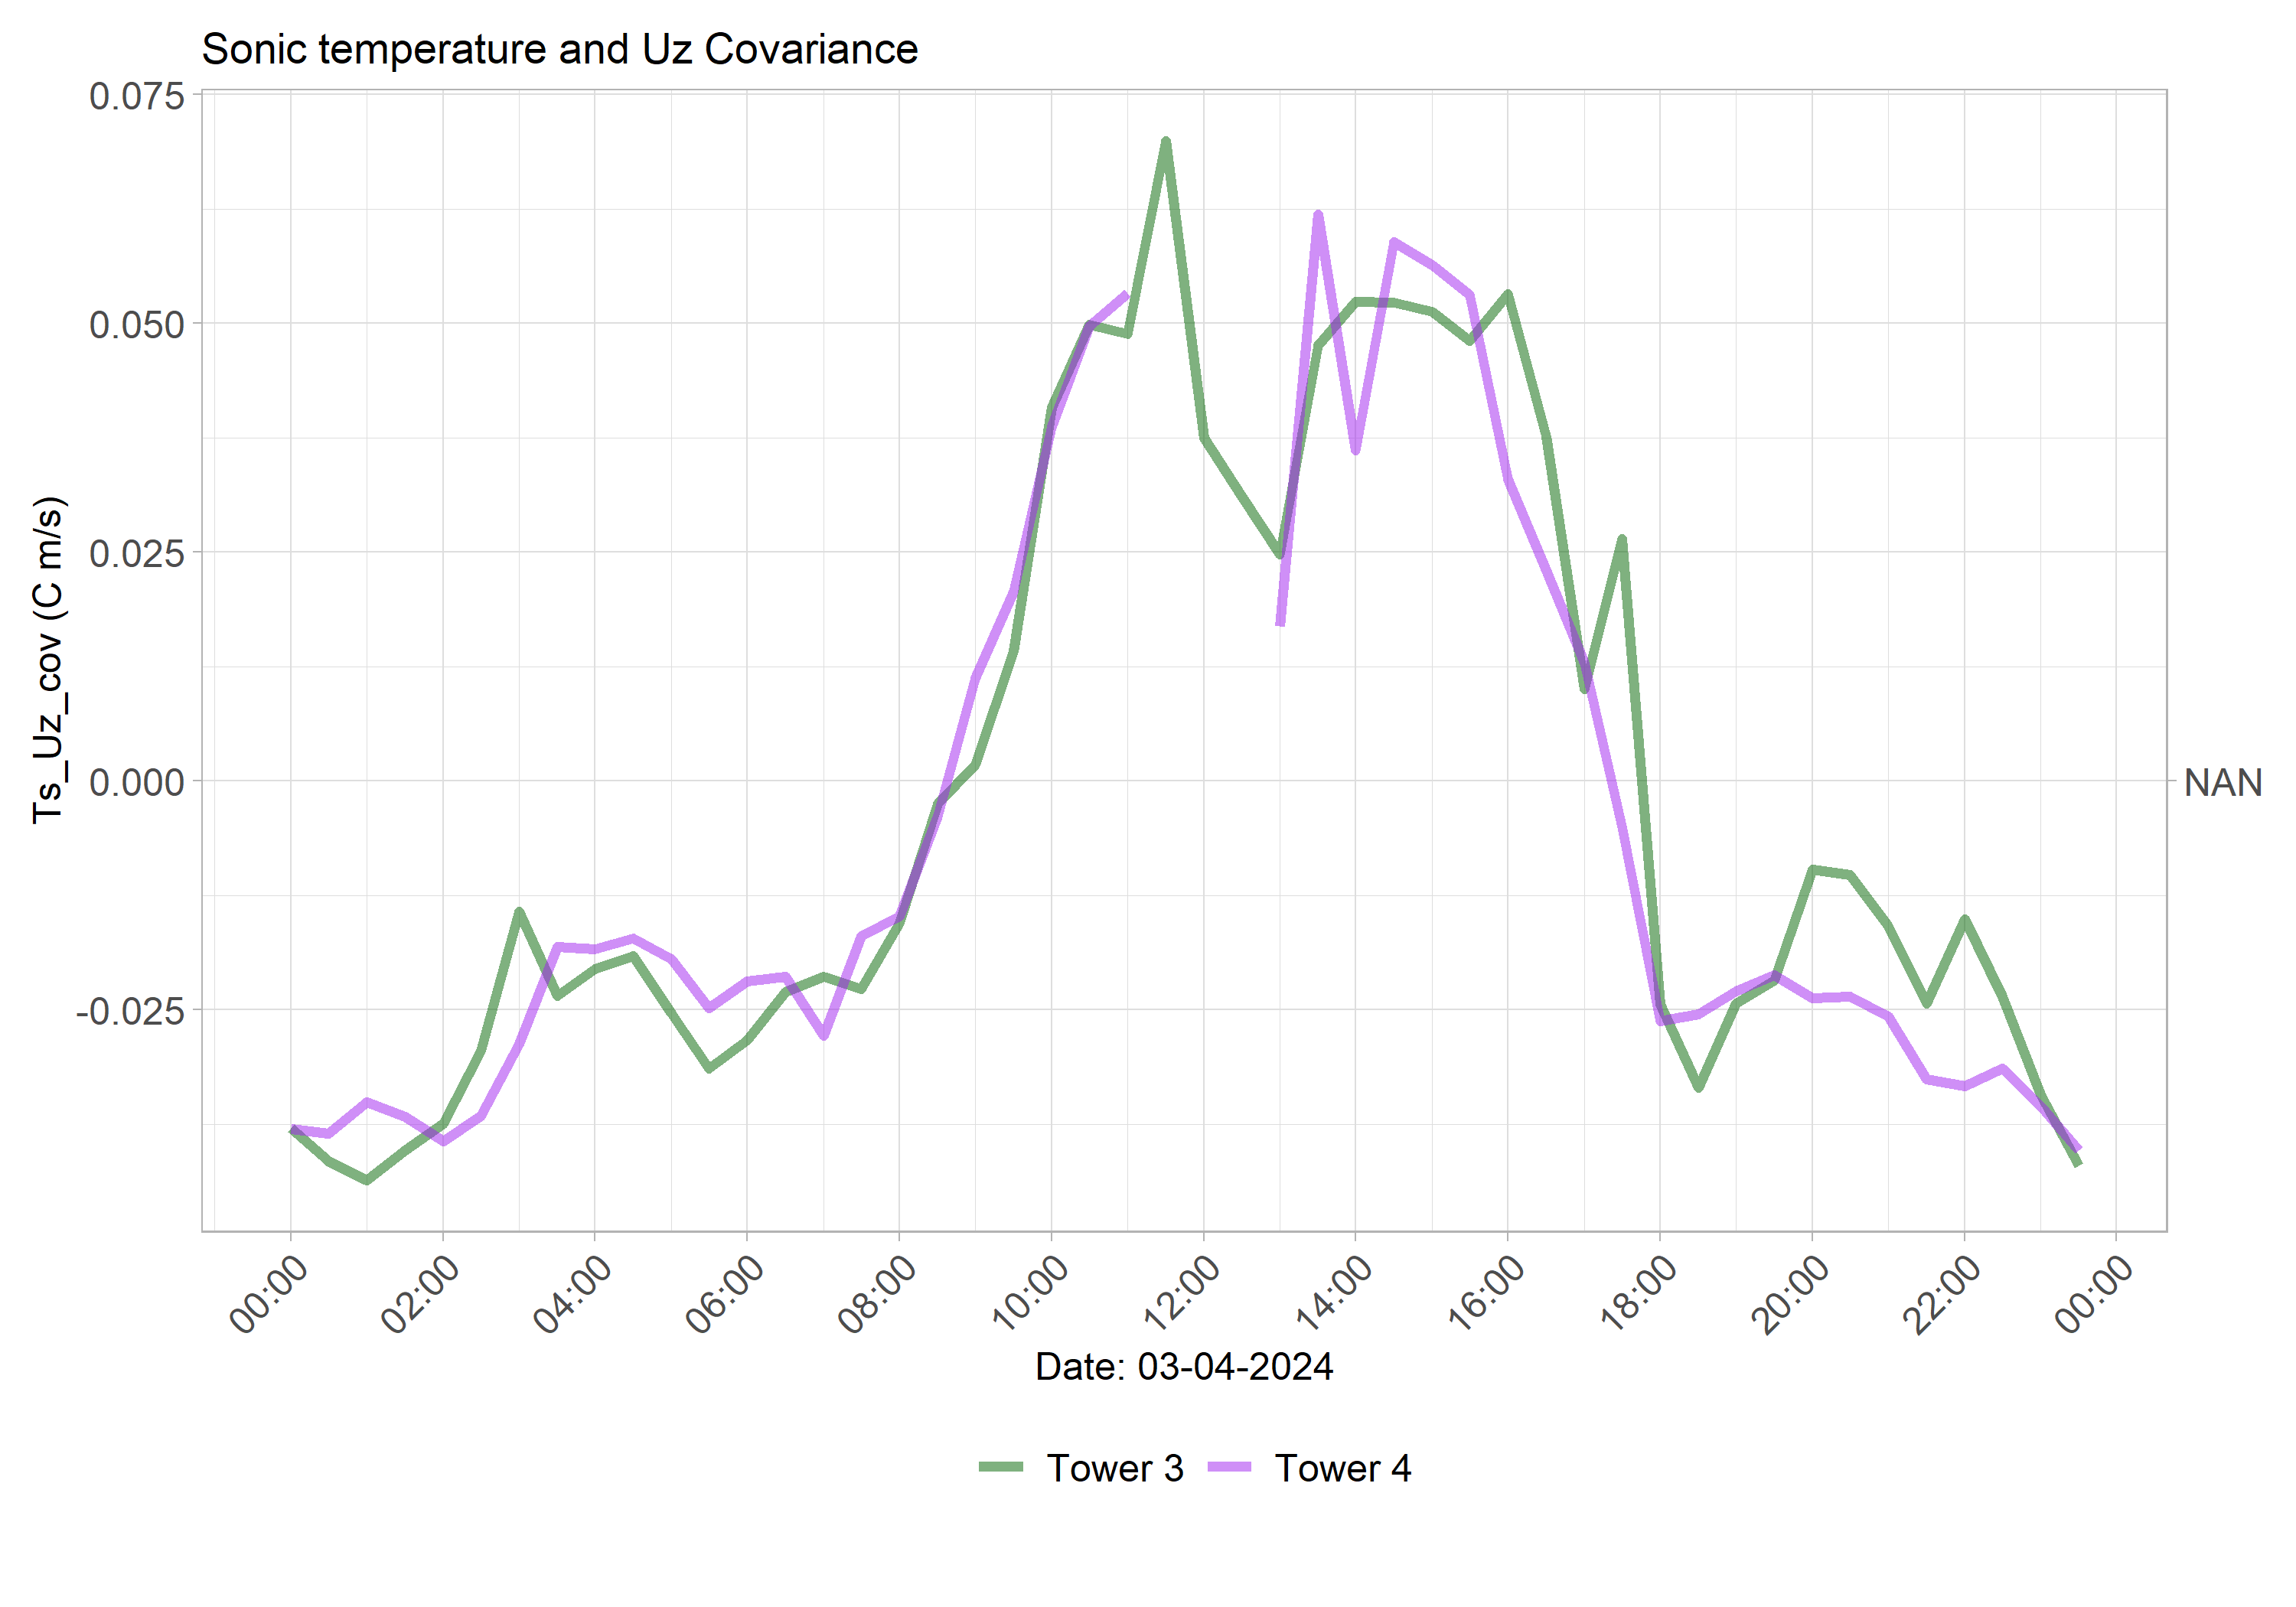 Sonic temperature and Uz Covariance
Ts_Uz_cov (C m/s)
0.075
0.050
0.025
0.000
-0.025
NAN
00:00 02:00 04:00 06:00 08:00 10:00 12:00 14:00 16:00 18:00 20:00 22:00 00:00
Date: 03-04-2024
Tower 3 Tower 4